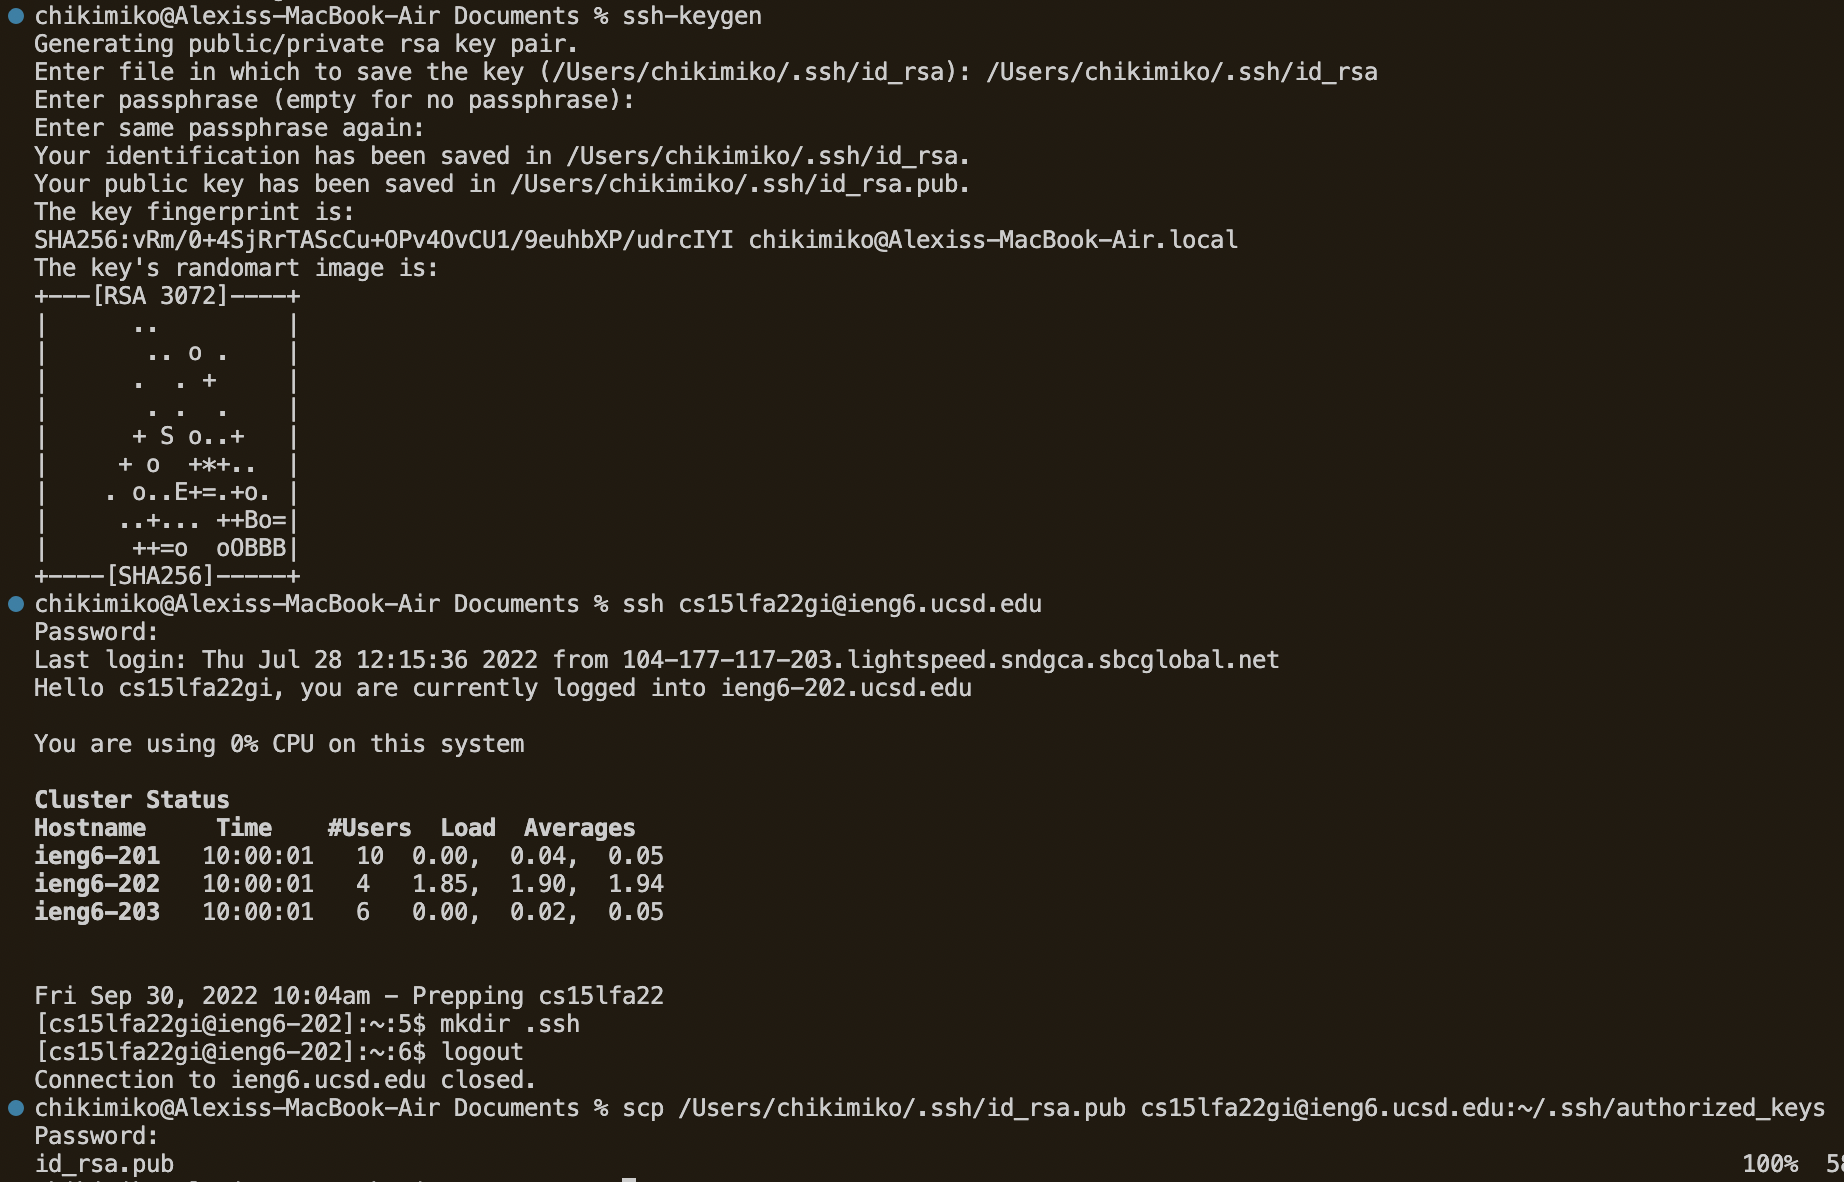 chikimiko@Alexiss-MacBook-Air Documents % ssh-keygen
Generating public/private rsa key pair.
Enter file in which to save the key (/Users/chikimiko/.ssh/id_rsa): /Users/chikimiko/.ssh/id_rsa
Enter passphrase (empty for no passphrase):
Enter same passphrase again:
Your identification has been saved in /Users/chikimiko/.ssh/id_rsa.
Your public key has been saved in /Users/chikimiko/.ssh/id_rsa.pub.
The key fingerprint is:
SHA256:vRm/0+4SjRrTAScCu+OPv4OvCU1/9euhbXP/udrcIYI chikimiko@Alexiss-MacBook-Air.local
The key's randomart image is:
+---[RSA 3072]----+
|      ..         |
|       .. o .    |
|      .  . +     |
|       . .  .    |
|      + S o..+   |
|     + o  +*+..  |
|    . o..E+=.+o. |
|     ..+... ++Bo=|
|      ++=o  oOBBB|
+----[SHA256]-----+
chikimiko@Alexiss-MacBook-Air Documents % ssh cs15lfa22gi@ieng6.ucsd.edu
Password:
Last login: Thu Jul 28 12:15:36 2022 from 104-177-117-203.lightspeed.sndgca.sbcglobal.net
Hello cs15lfa22gi, you are currently logged into ieng6-202.ucsd.edu
You are using 0% CPU on this system
Cluster Status
Hostname     Time    #Users  Load  Averages
ieng6-201   10:00:01   10  0.00,  0.04,  0.05
ieng6-202   10:00:01   4   1.85,  1.90,  1.94
ieng6-203   10:00:01   6   0.00,  0.02,  0.05
Fri Sep 30, 2022 10:04am - Prepping cs15lfa22
[cs15lfa22gi@ieng6-202]:~:5$ mkdir .ssh
[cs15lfa22gi@ieng6-202]:~:6$ logout
Connection to ieng6.ucsd.edu closed.
chikimiko@Alexiss-MacBook-Air Documents % scp /Users/chikimiko/.ssh/id_rsa.pub cs15lfa22gi@ieng6.ucsd.edu:~/.ssh/authorized_keys
Password:
id_rsa.pub 100%